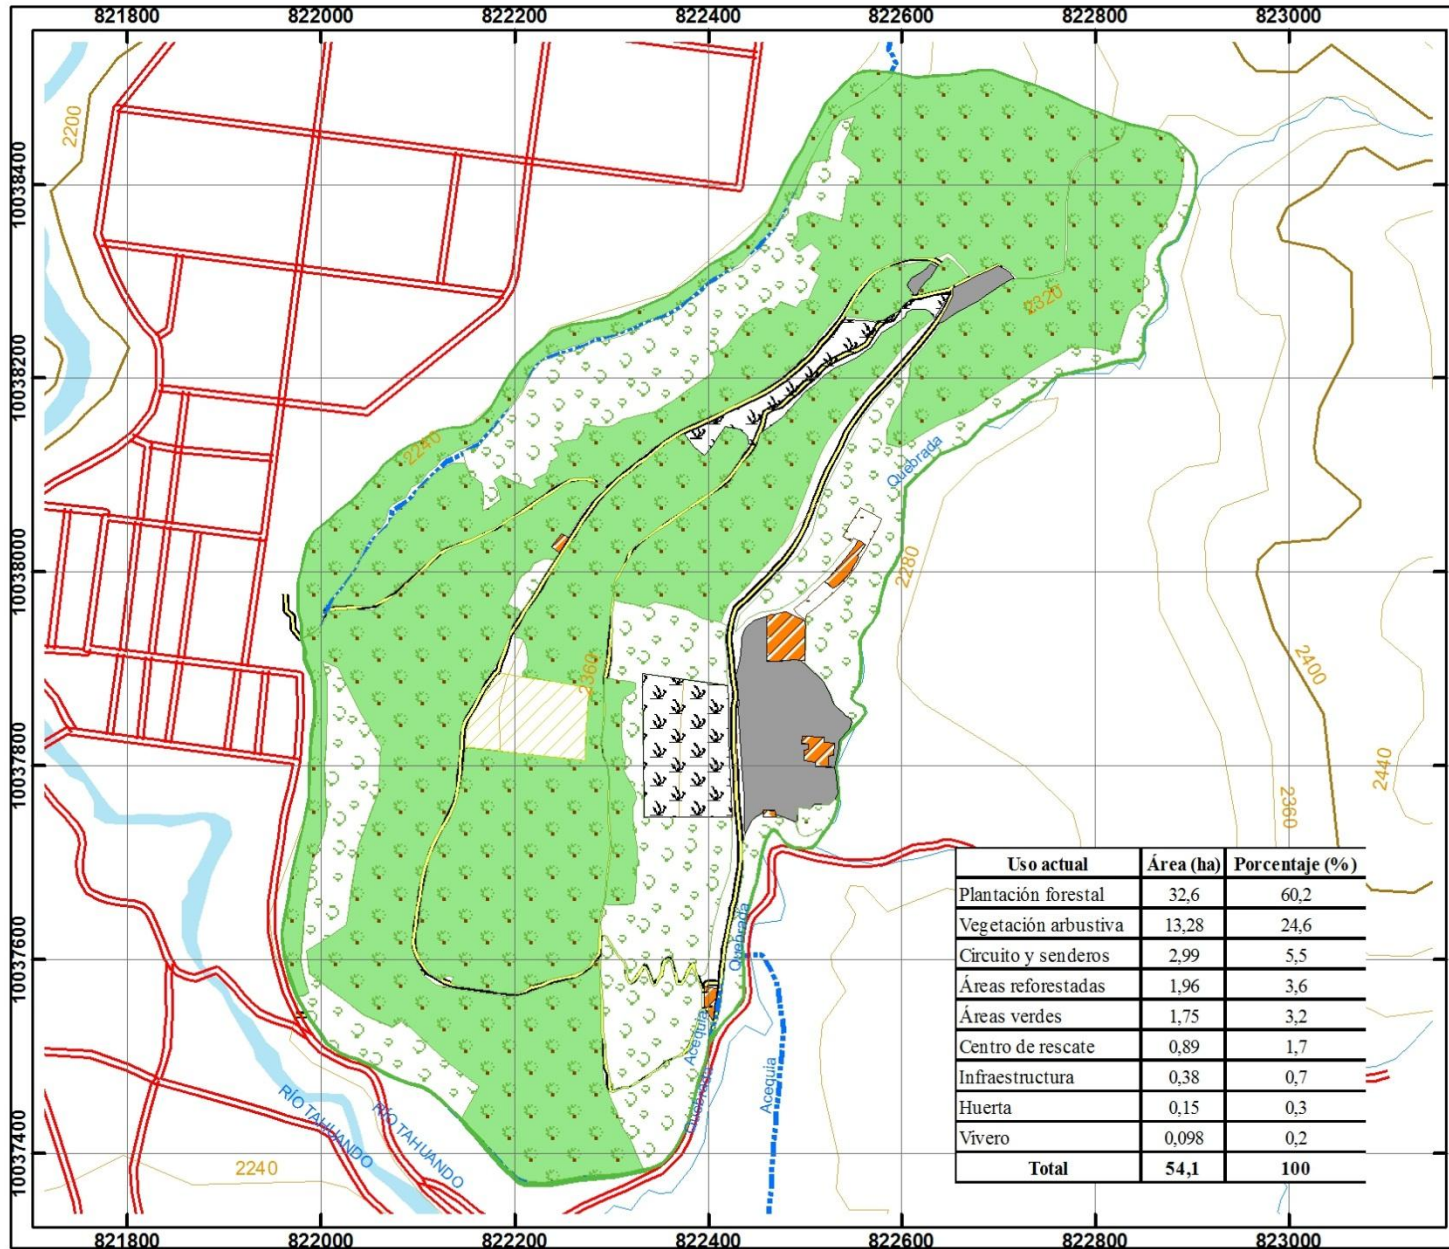 821800 822000 822200 822400 822600 822800 823000
2200
10038400
2320
10038200
2240
Quebrada
10038000
2280
2360
2400
10037800
2440
2360
Uso actual Área (ha) Porcentaje (%)
Plantación forestal 32,6 60,2
Vegetación arbustiva 13,28 24,6
Circuito y senderos 2,99 5,5
Áreas reforestadas 1,96 3,6
Áreas verdes 1,75 3,2
Centro de rescate 0,89 1,7
Infraestructura 0,38 0,7
Huerta 0,15 0,3
Vivero 0,098 0,2
Total 54,1 100
Quebrada
10037600
Acequia
Acequia
Quebrada
RÍO TAHUANDO
RÍO TAHUANDO
10037400
2240
821800 822000 822200 822400 822600 822800 823000